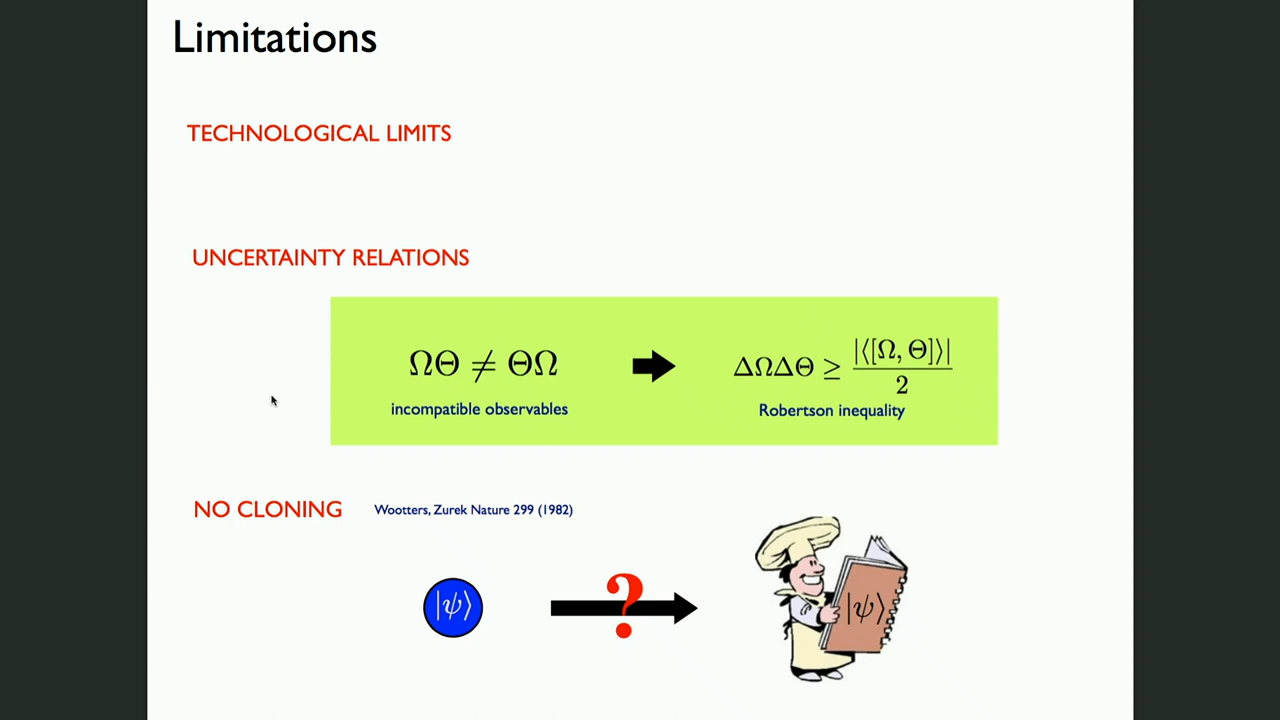 Limitations
TECHNOLOGICAL LIMITS
UNCERTAINTY RELATIONS
ΩΘ ≠ ΘΩ
incompatible observables
ΔΩΔΘ ≥ |⟨[Ω, Θ]⟩| / 2
Robertson inequality
NO CLONING Wootters, Zurek Nature 299 (1982)
|ψ⟩ ? |ψ⟩